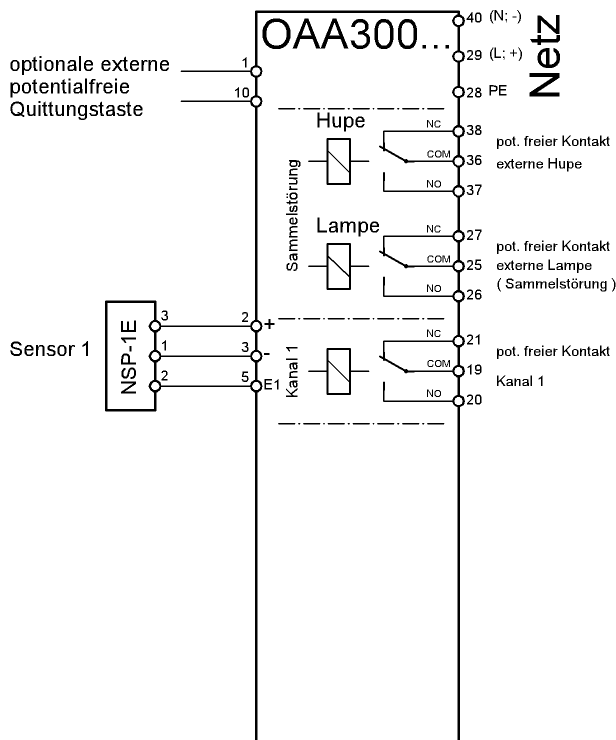 OAA300...
40 (N; -)
29 (L; +)
28 PE
Netz
optionale externe
potentialfreie
Quittungstaste
1
10
Sammelstörung
Hupe
NC
COM
NO
38
36
37
pot. freier Kontakt
externe Hupe
Lampe
NC
COM
NO
27
25
26
pot. freier Kontakt
externe Lampe
( Sammelstörung )
Sensor 1
NSP-1E
3
1
2
2
3
5
+
-
E1
Kanal 1
NC
COM
NO
21
19
20
pot. freier Kontakt
Kanal 1